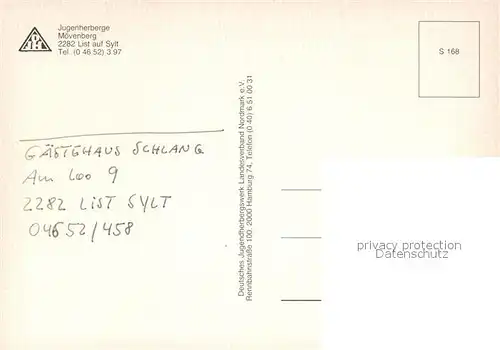 Jugenherberge
Mövenberg
2282 List auf Sylt
Tel. (0 46 52) 3 97
S 168
GÄSTEHAUS SCHLANG
Am Loo 9
2282 LIST SYLT
04652/458
Deutsches Jugendherbergswerk Landesverband Nordmark e.V.
Rennbahnstraße 100, 2000 Hamburg 74, Telefon (0 40) 6 51 00 31
privacy protection
Datenschutz